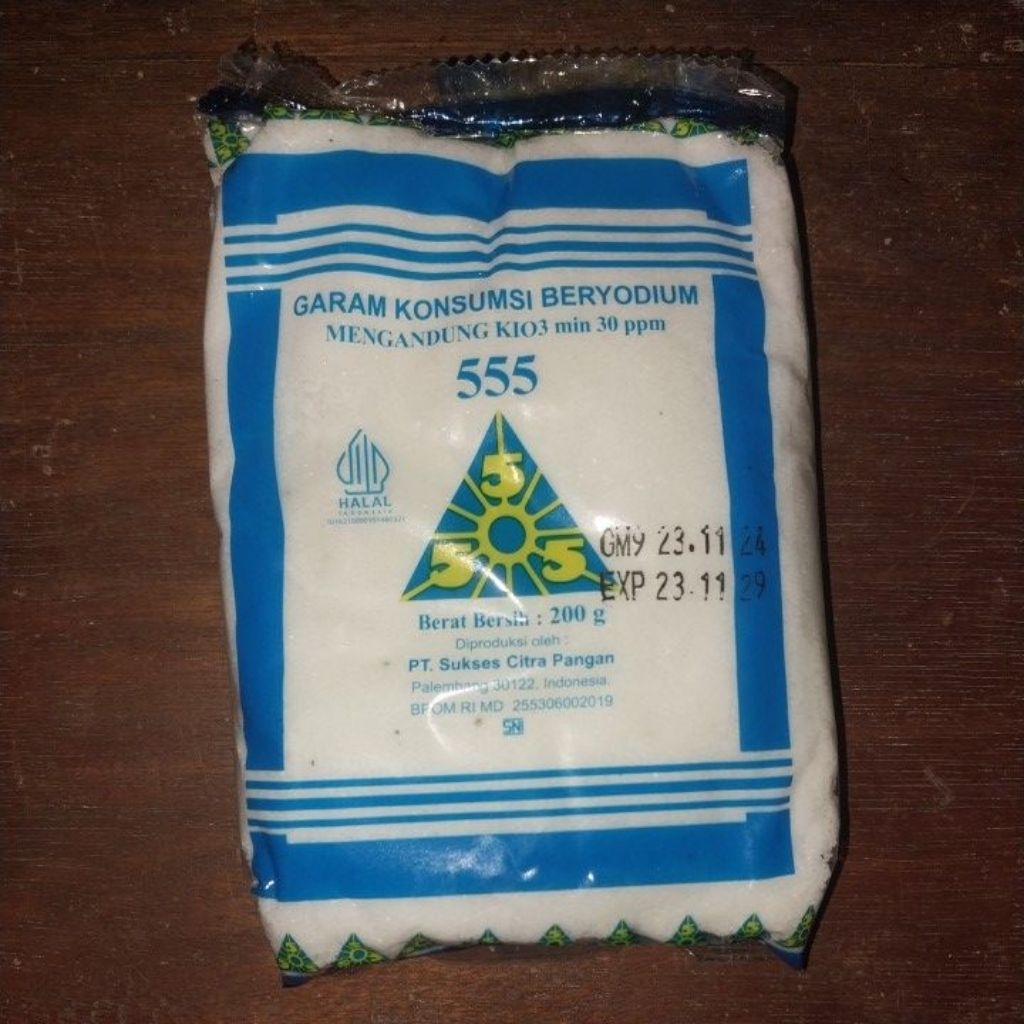 GARAM KONSUMSI BERYODIUM
MENGANDUNG KIO3 min 30 ppm
555
5
5 5
HALAL
INDONESIA
GM9 23.11 24
EXP 23.11 29
Berat Bersih : 200 g
Diproduksi oleh :
PT. Sukses Citra Pangan
Palembang 30122, Indonesia.
BPOM RI MD 255306002019
SNI